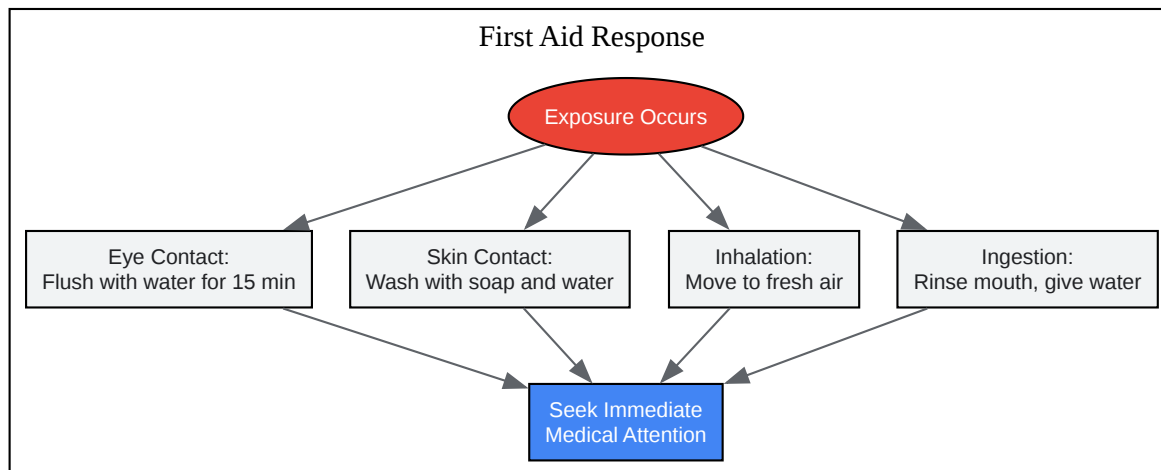 First Aid Response
Exposure Occurs
Eye Contact:
Flush with water for 15 min
Skin Contact:
Wash with soap and water
Inhalation:
Move to fresh air
Ingestion:
Rinse mouth, give water
Seek Immediate
Medical Attention